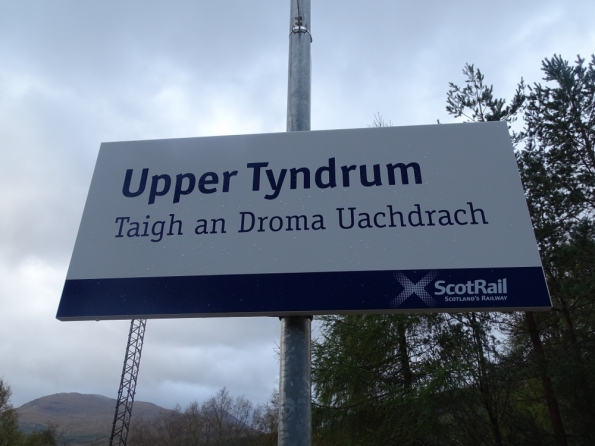 Upper Tyndrum
Taigh an Droma Uachdrach
ScotRail
Scotland's Railway